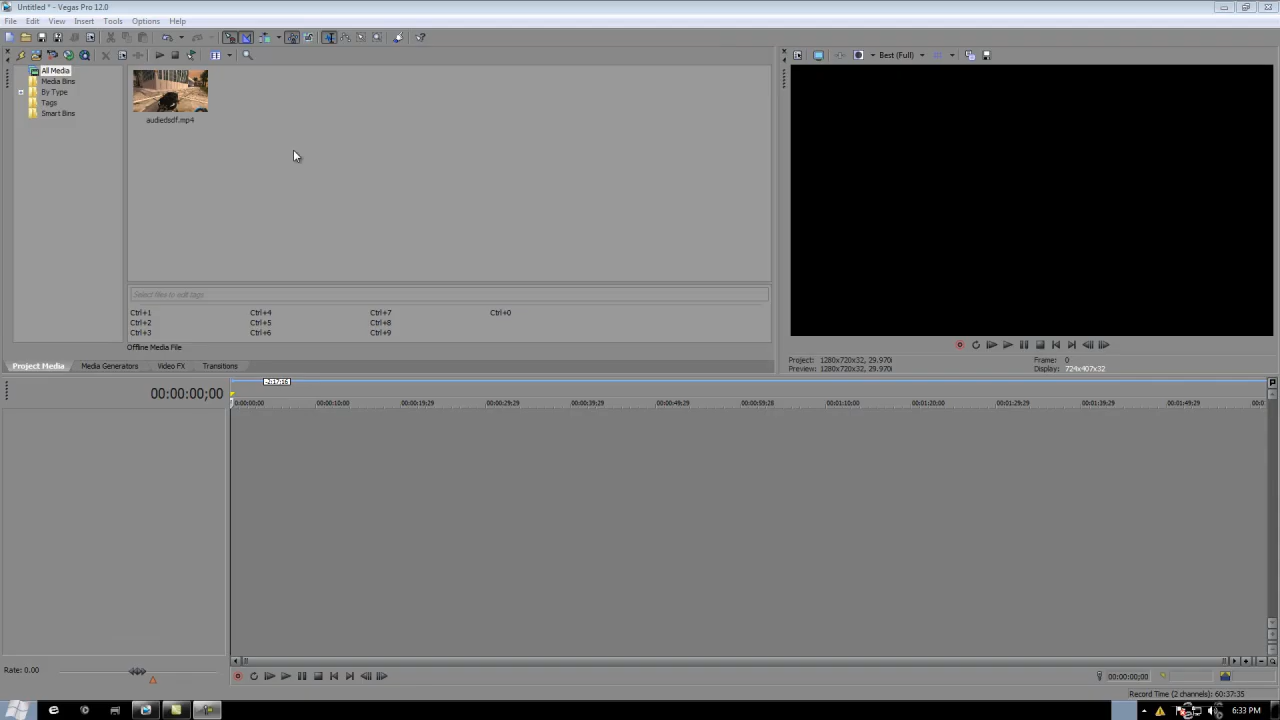 Untitled * - Vegas Pro 12.0
File Edit View Insert Tools Options Help
Best (Full)
All Media
Media Bins
By Type
Tags
Smart Bins
audiedsdf.mp4
Select files to edit tags
Ctrl+1 Ctrl+4 Ctrl+7 Ctrl+0
Ctrl+2 Ctrl+5 Ctrl+8
Ctrl+3 Ctrl+6 Ctrl+9
Offline Media File
Project Media Media Generators Video FX Transitions
Project: 1280x720x32, 29.970i Frame: 0
Preview: 1280x720x32, 29.970i Display: 724x407x32
-2:17:16
00:00:00;00
0:00:00;00 00:00:10;00 00:00:19;29 00:00:29;29 00:00:39;29 00:00:49;29 00:00:59;28 00:01:10;00 00:01:20;00 00:01:29;29 00:01:39;29 00:01:49;29 00:0
Rate: 0.00
00:00:00;00
Record Time (2 channels): 60:37:35
6:33 PM